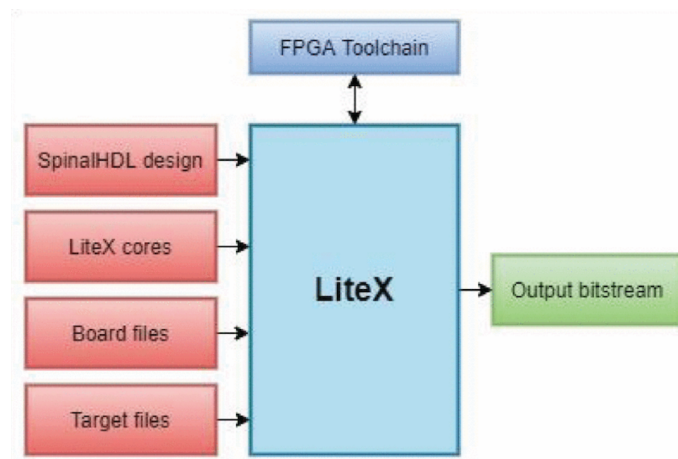 FPGA Toolchain
SpinalHDL design
LiteX cores
Board files
Target files
LiteX
Output bitstream